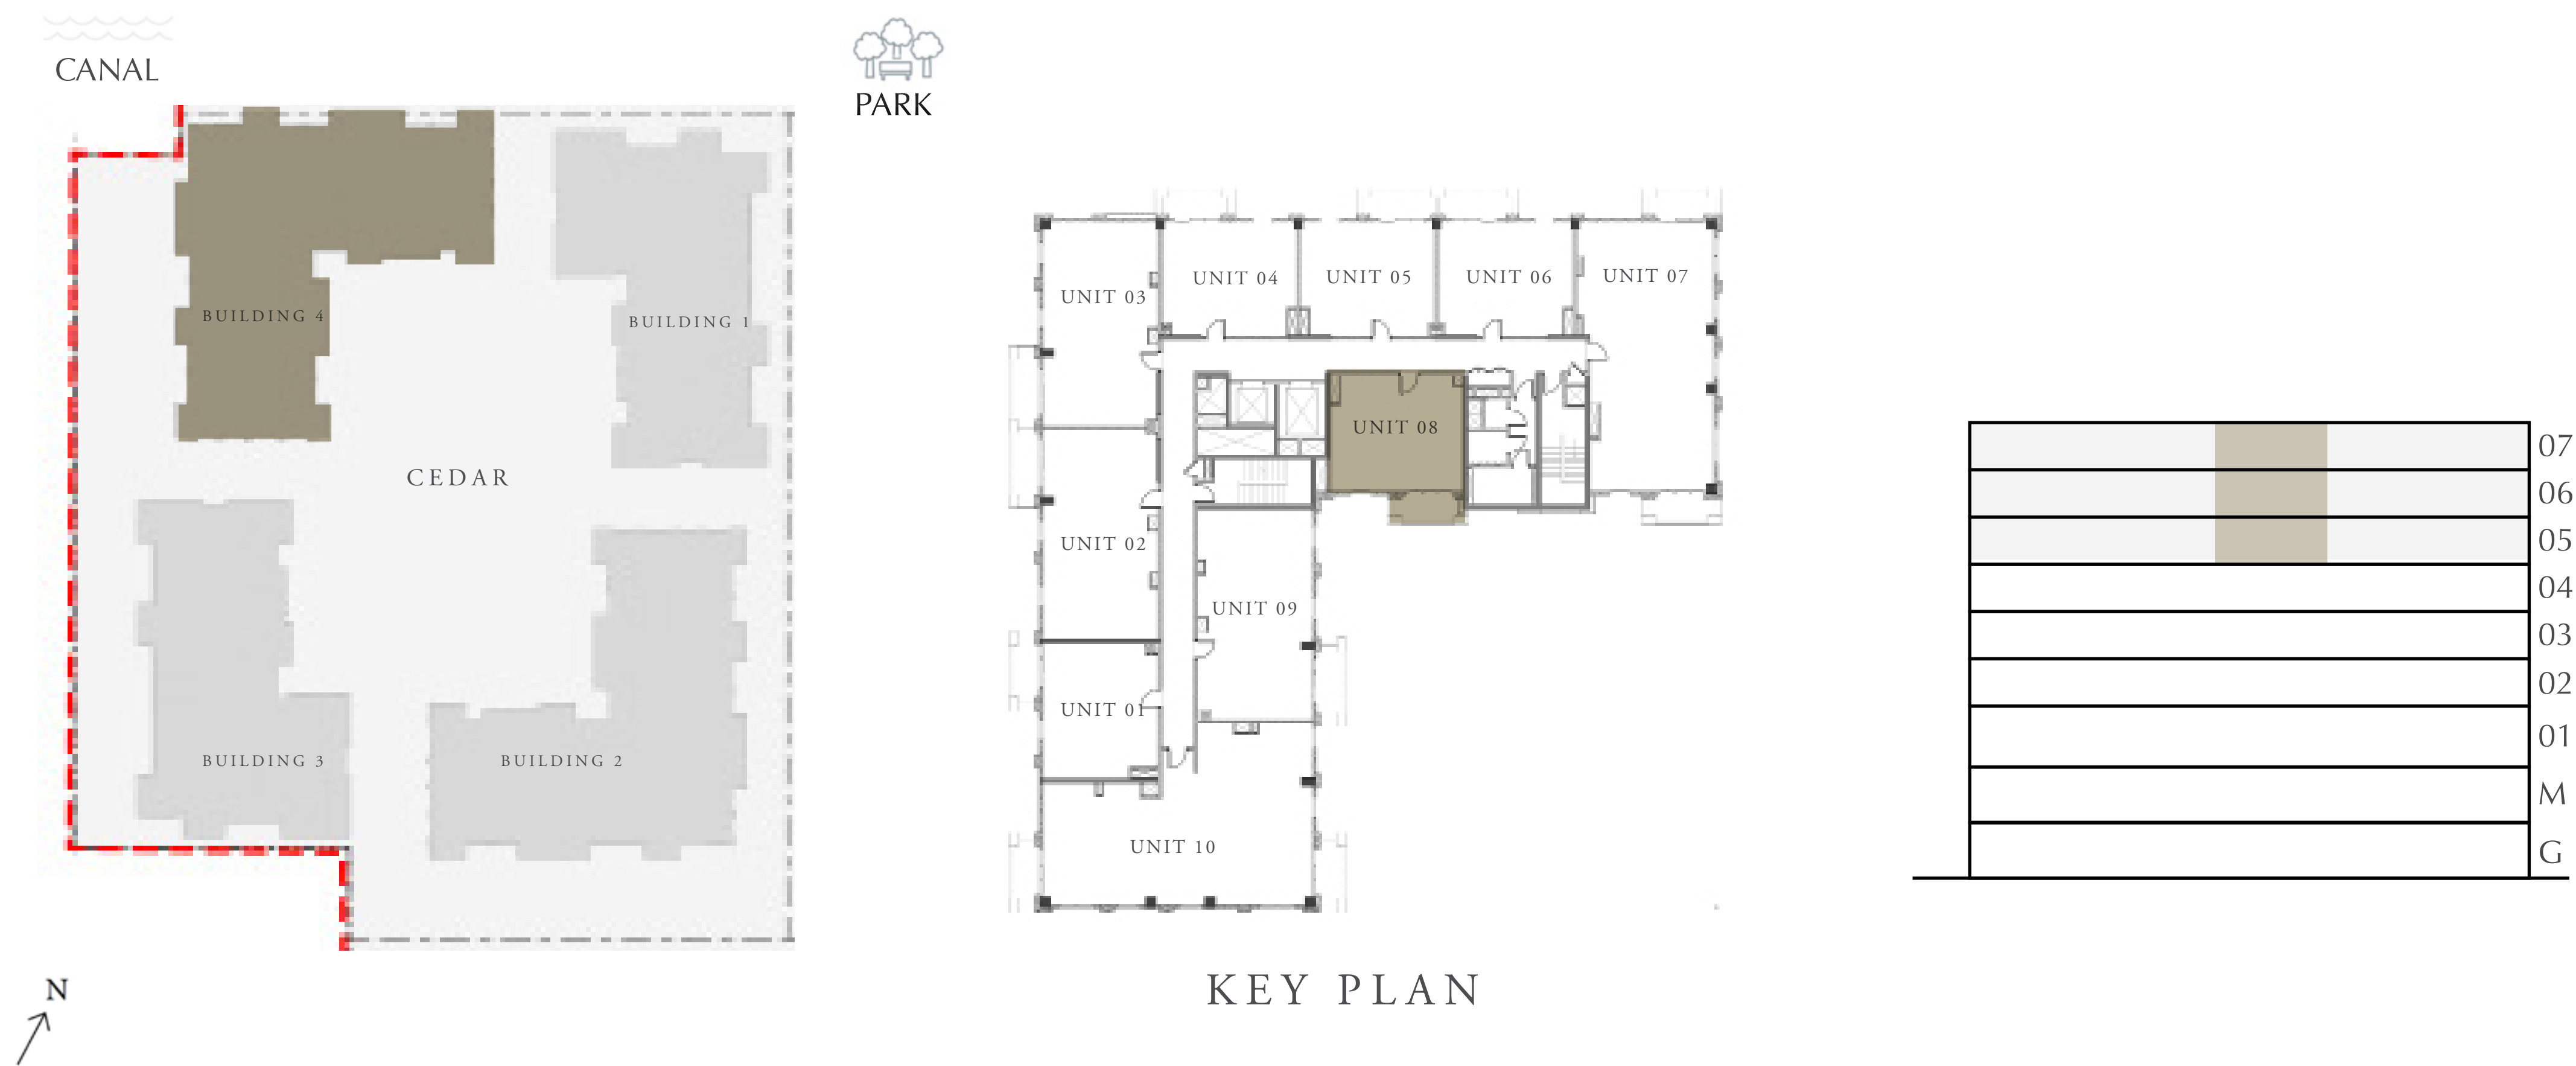 CANAL
PARK
BUILDING 4
BUILDING 1
CEDAR
BUILDING 3
BUILDING 2
N
UNIT 03
UNIT 04
UNIT 05
UNIT 06
UNIT 07
UNIT 08
UNIT 02
UNIT 09
UNIT 01
UNIT 10
KEY PLAN
07
06
05
04
03
02
01
M
G